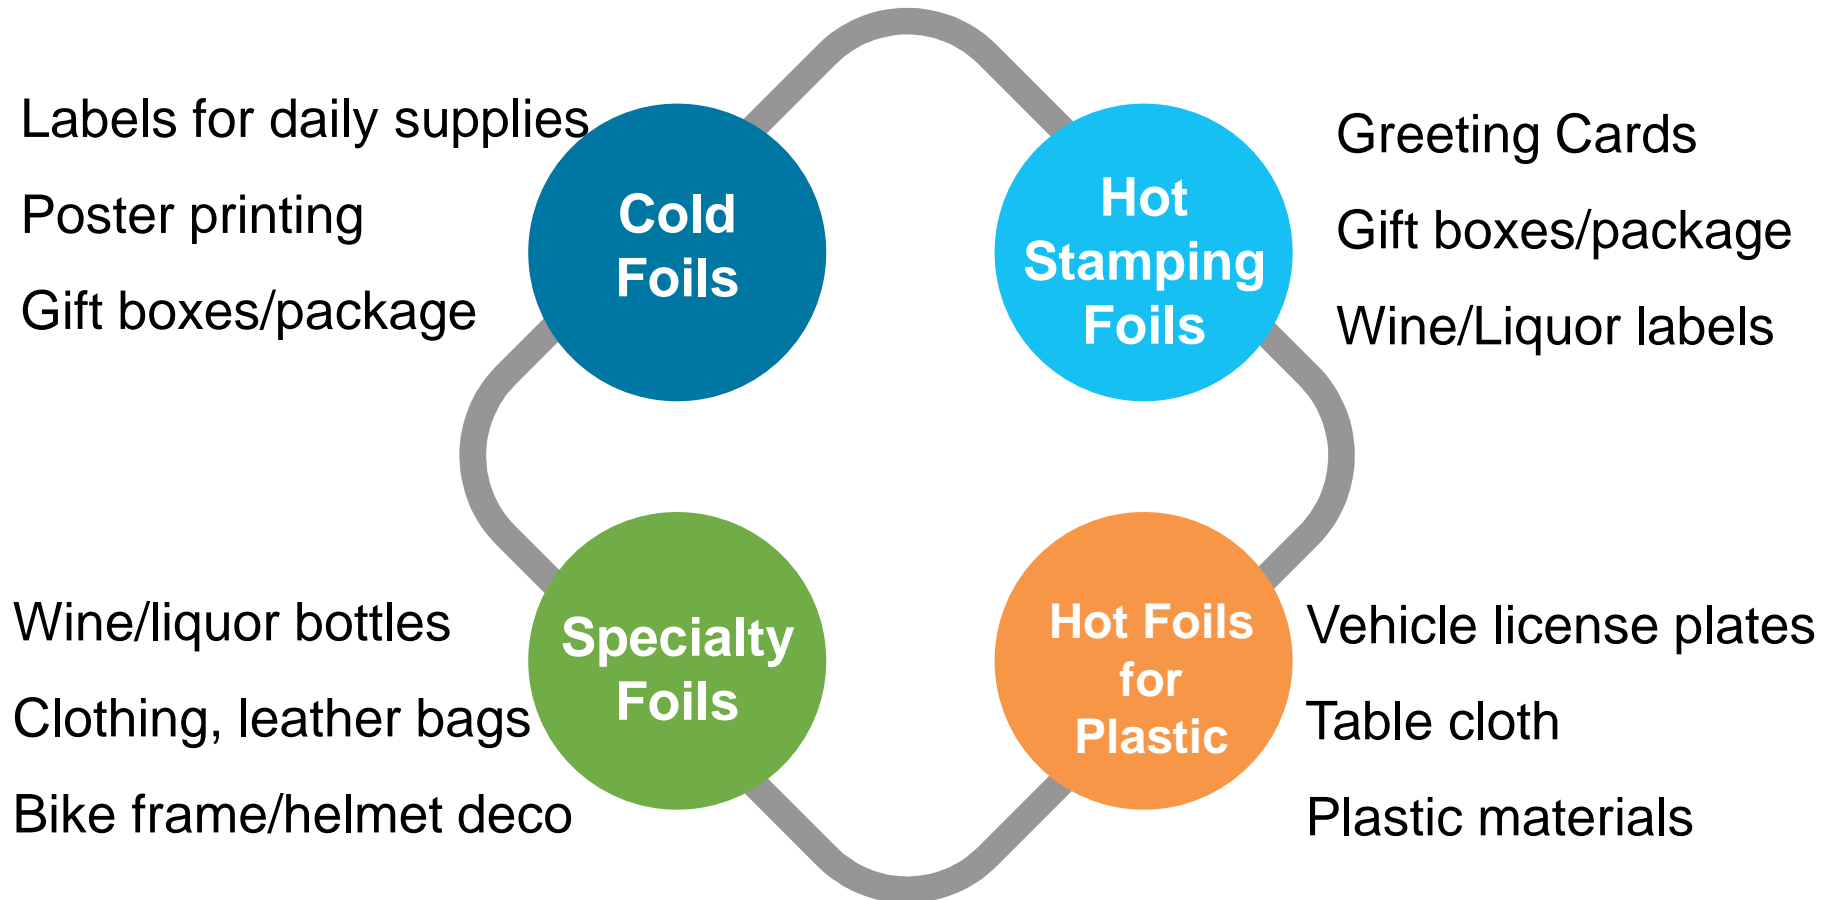 Labels for daily supplies
Poster printing
Gift boxes/package
Cold
Foils
Hot
Stamping
Foils
Greeting Cards
Gift boxes/package
Wine/Liquor labels
Wine/liquor bottles
Clothing, leather bags
Bike frame/helmet deco
Specialty
Foils
Hot Foils
for
Plastic
Vehicle license plates
Table cloth
Plastic materials